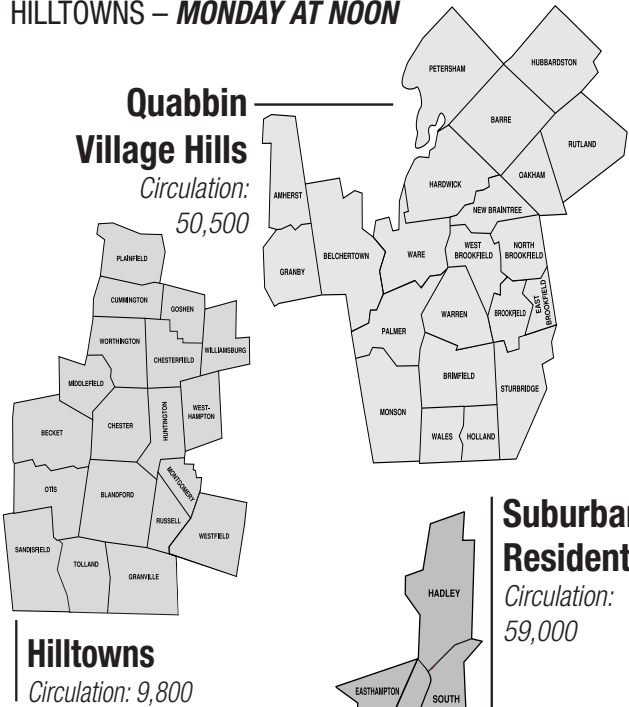 HILLTOWNS – MONDAY AT NOON
Quabbin
Village Hills
Circulation:
50,500
PETERSHAM
HUBBARDSTON
BARRE
RUTLAND
HARDWICK
OAKHAM
NEW BRAINTREE
AMHERST
GRANBY
BELCHERTOWN
WARE
WEST
BROOKFIELD
NORTH
BROOKFIELD
PALMER
WARREN
BROOKFIELD
EAST
BROOKFIELD
BRIMFIELD
STURBRIDGE
MONSON
WALES
HOLLAND
PLAINFIELD
CUMMINGTON
GOSHEN
WORTHINGTON
CHESTERFIELD
WILLIAMSBURG
MIDDLEFIELD
BECKET
CHESTER
HUNTINGTON
WEST-
HAMPTON
OTIS
BLANDFORD
MONTGOMERY
RUSSELL
WESTFIELD
SANDISFIELD
TOLLAND
GRANVILLE
Hilltowns
Circulation: 9,800
Suburban
Resident
Circulation:
59,000
HADLEY
EASTHAMPTON
SOUTH